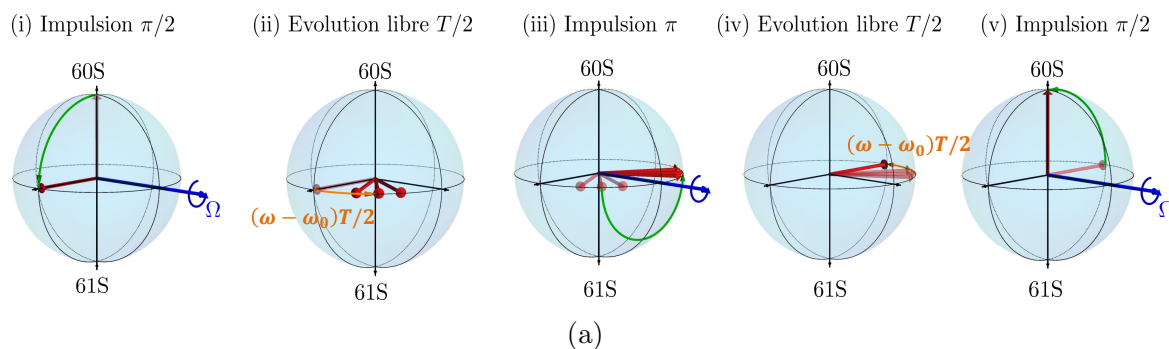 (i) Impulsion π/2
(ii) Evolution libre T/2
(iii) Impulsion π
(iv) Evolution libre T/2
(v) Impulsion π/2
60S
60S
60S
60S
60S
(ω − ω₀)T/2
(ω − ω₀)T/2
Ω
Ω
61S
61S
61S
61S
61S
(a)